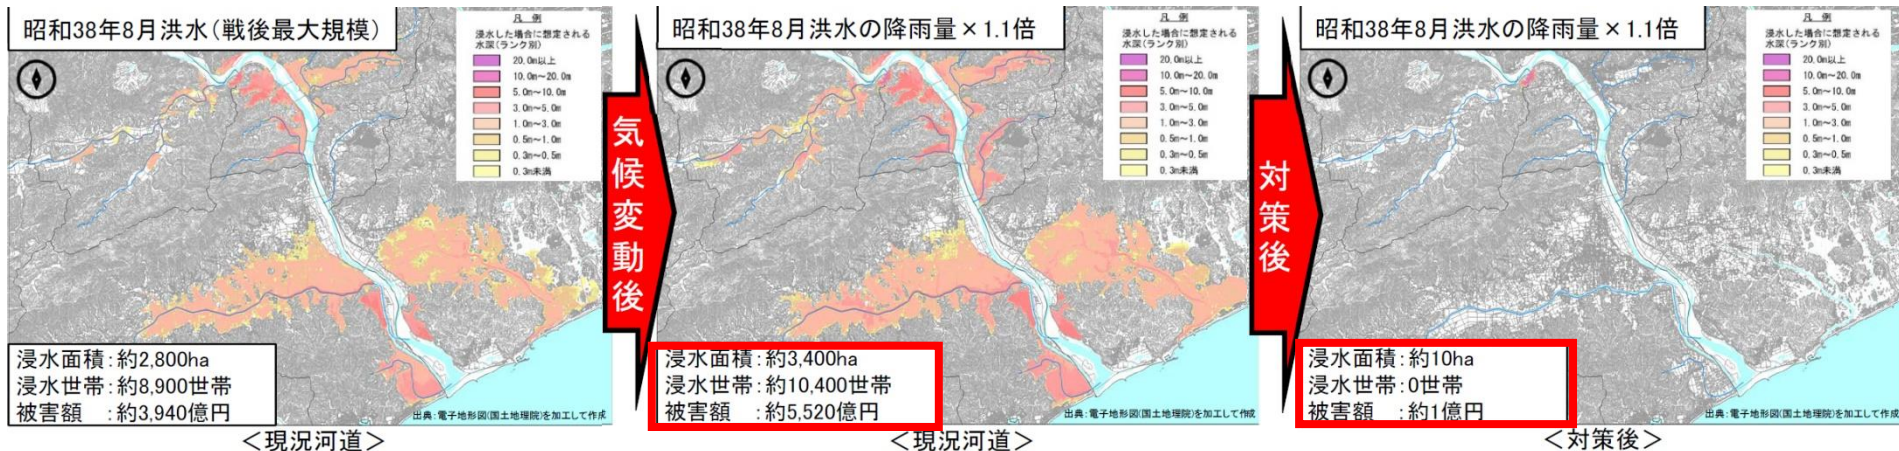 昭和38年8月洪水(戦後最大規模)
凡 例
浸水した場合に想定される
水深(ランク別)
20.0m以上
10.0m～20.0m
5.0m～10.0m
3.0m～5.0m
1.0m～3.0m
0.5m～1.0m
0.3m～0.5m
0.3m未満
浸水面積:約2,800ha
浸水世帯:約8,900世帯
被害額 :約3,940億円
出典:電子地形図(国土地理院)を加工して作成
<現況河道>
気候変動後
昭和38年8月洪水の降雨量×1.1倍
凡 例
浸水した場合に想定される
水深(ランク別)
20.0m以上
10.0m～20.0m
5.0m～10.0m
3.0m～5.0m
1.0m～3.0m
0.5m～1.0m
0.3m～0.5m
0.3m未満
浸水面積:約3,400ha
浸水世帯:約10,400世帯
被害額 :約5,520億円
出典:電子地形図(国土地理院)を加工して作成
<現況河道>
対策後
昭和38年8月洪水の降雨量×1.1倍
凡 例
浸水した場合に想定される
水深(ランク別)
20.0m以上
10.0m～20.0m
5.0m～10.0m
3.0m～5.0m
1.0m～3.0m
0.5m～1.0m
0.3m～0.5m
0.3m未満
浸水面積:約10ha
浸水世帯:0世帯
被害額 :約1億円
出典:電子地形図(国土地理院)を加工して作成
<対策後>